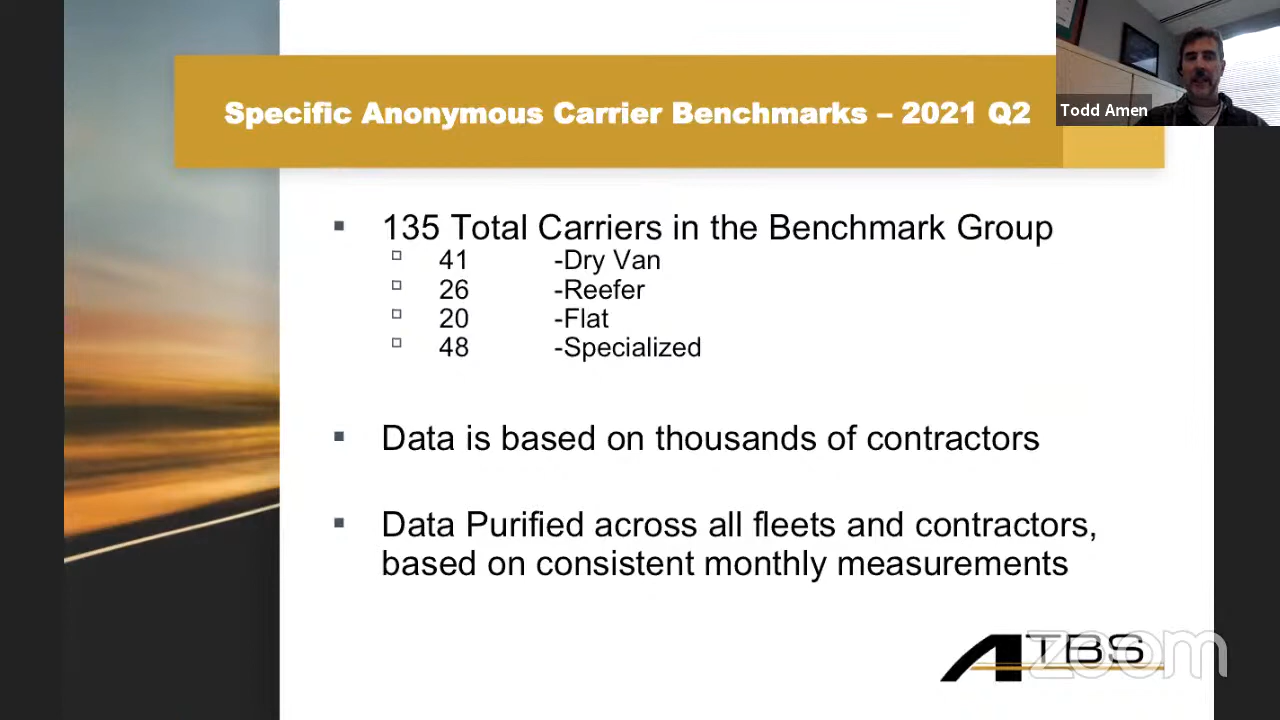 Specific Anonymous Carrier Benchmarks – 2021 Q2
Todd Amen
135 Total Carriers in the Benchmark Group
41 -Dry Van
26 -Reefer
20 -Flat
48 -Specialized
Data is based on thousands of contractors
Data Purified across all fleets and contractors,
based on consistent monthly measurements
ATBS
zoom